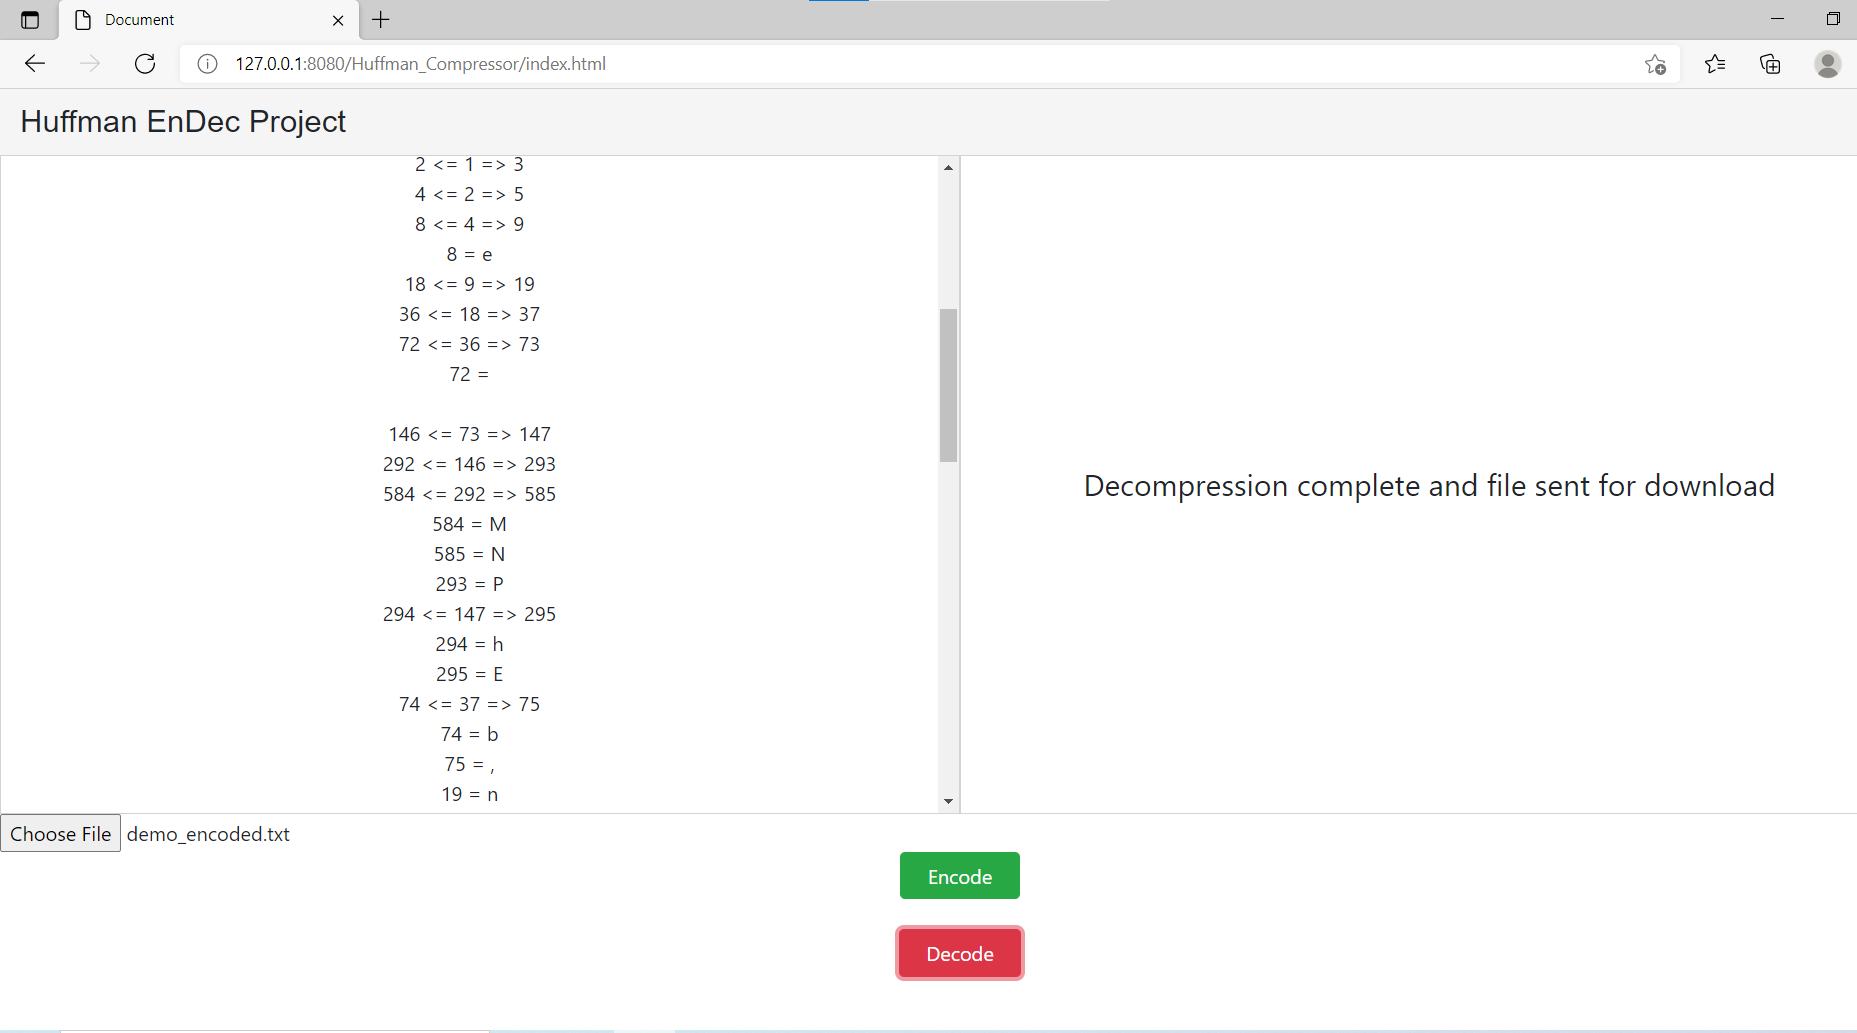 Document
127.0.0.1:8080/Huffman_Compressor/index.html
Huffman EnDec Project
2 <= 1 => 3
4 <= 2 => 5
8 <= 4 => 9
8 = e
18 <= 9 => 19
36 <= 18 => 37
72 <= 36 => 73
72 =
146 <= 73 => 147
292 <= 146 => 293
584 <= 292 => 585
584 = M
585 = N
293 = P
294 <= 147 => 295
294 = h
295 = E
74 <= 37 => 75
74 = b
75 = ,
19 = n
Decompression complete and file sent for download
Choose File demo_encoded.txt
Encode
Decode